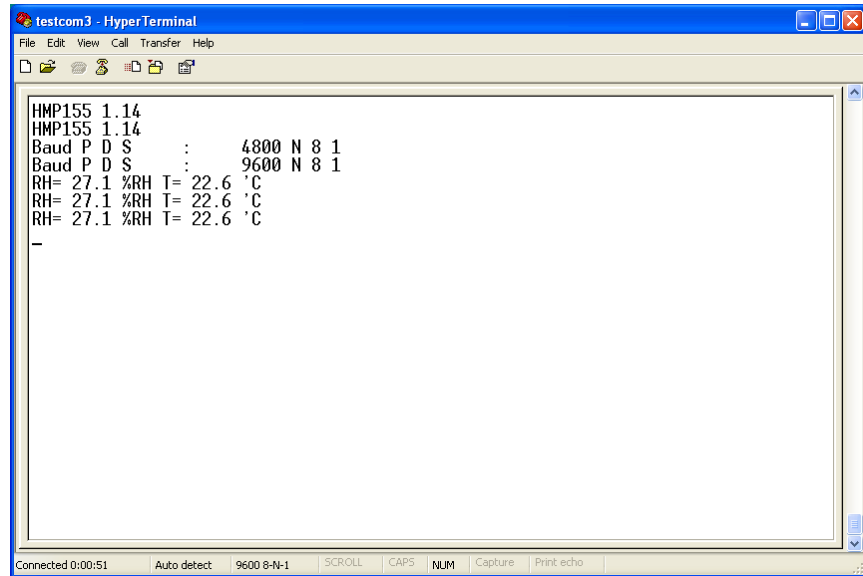 testcom3 - HyperTerminal
File Edit View Call Transfer Help
HMP155 1.14
HMP155 1.14
Baud P D S : 4800 N 8 1
Baud P D S : 9600 N 8 1
RH= 27.1 %RH T= 22.6 'C
RH= 27.1 %RH T= 22.6 'C
RH= 27.1 %RH T= 22.6 'C
_
Connected 0:00:51 Auto detect 9600 8-N-1 SCROLL CAPS NUM Capture Print echo